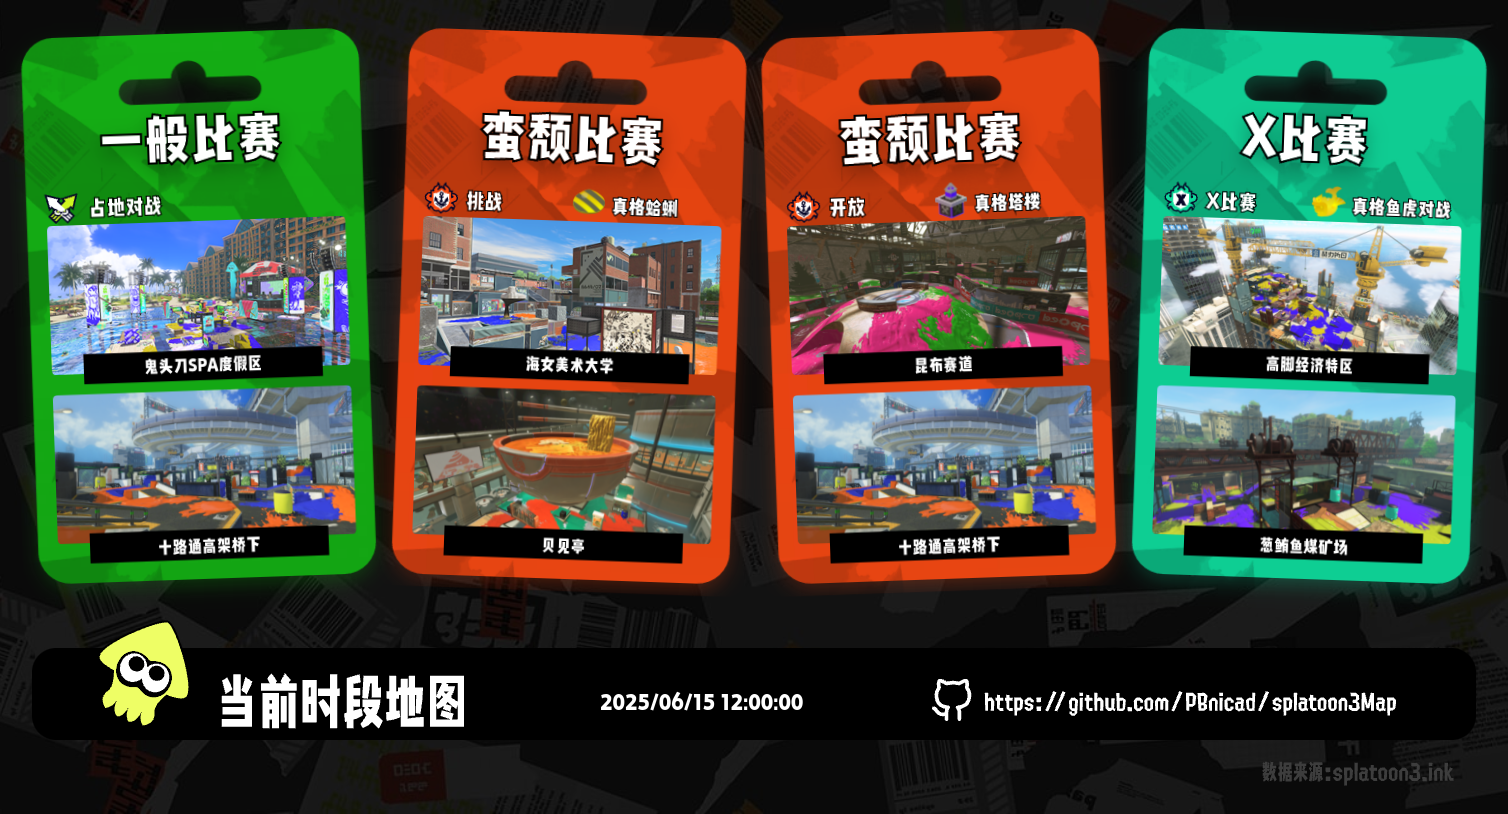 一般比赛
占地对战
鬼头刀SPA度假区
十路通高架桥下
蛮颓比赛
挑战
真格蛤蜊
海女美术大学
贝见亭
蛮颓比赛
开放
真格塔楼
昆布赛道
十路通高架桥下
X比赛
X比赛
真格鱼虎对战
高脚经济特区
葱鲔鱼煤矿场
当前时段地图
2025/06/15 12:00:00
https://github.com/PBnicad/splatoon3Map
数据来源:splatoon3.ink